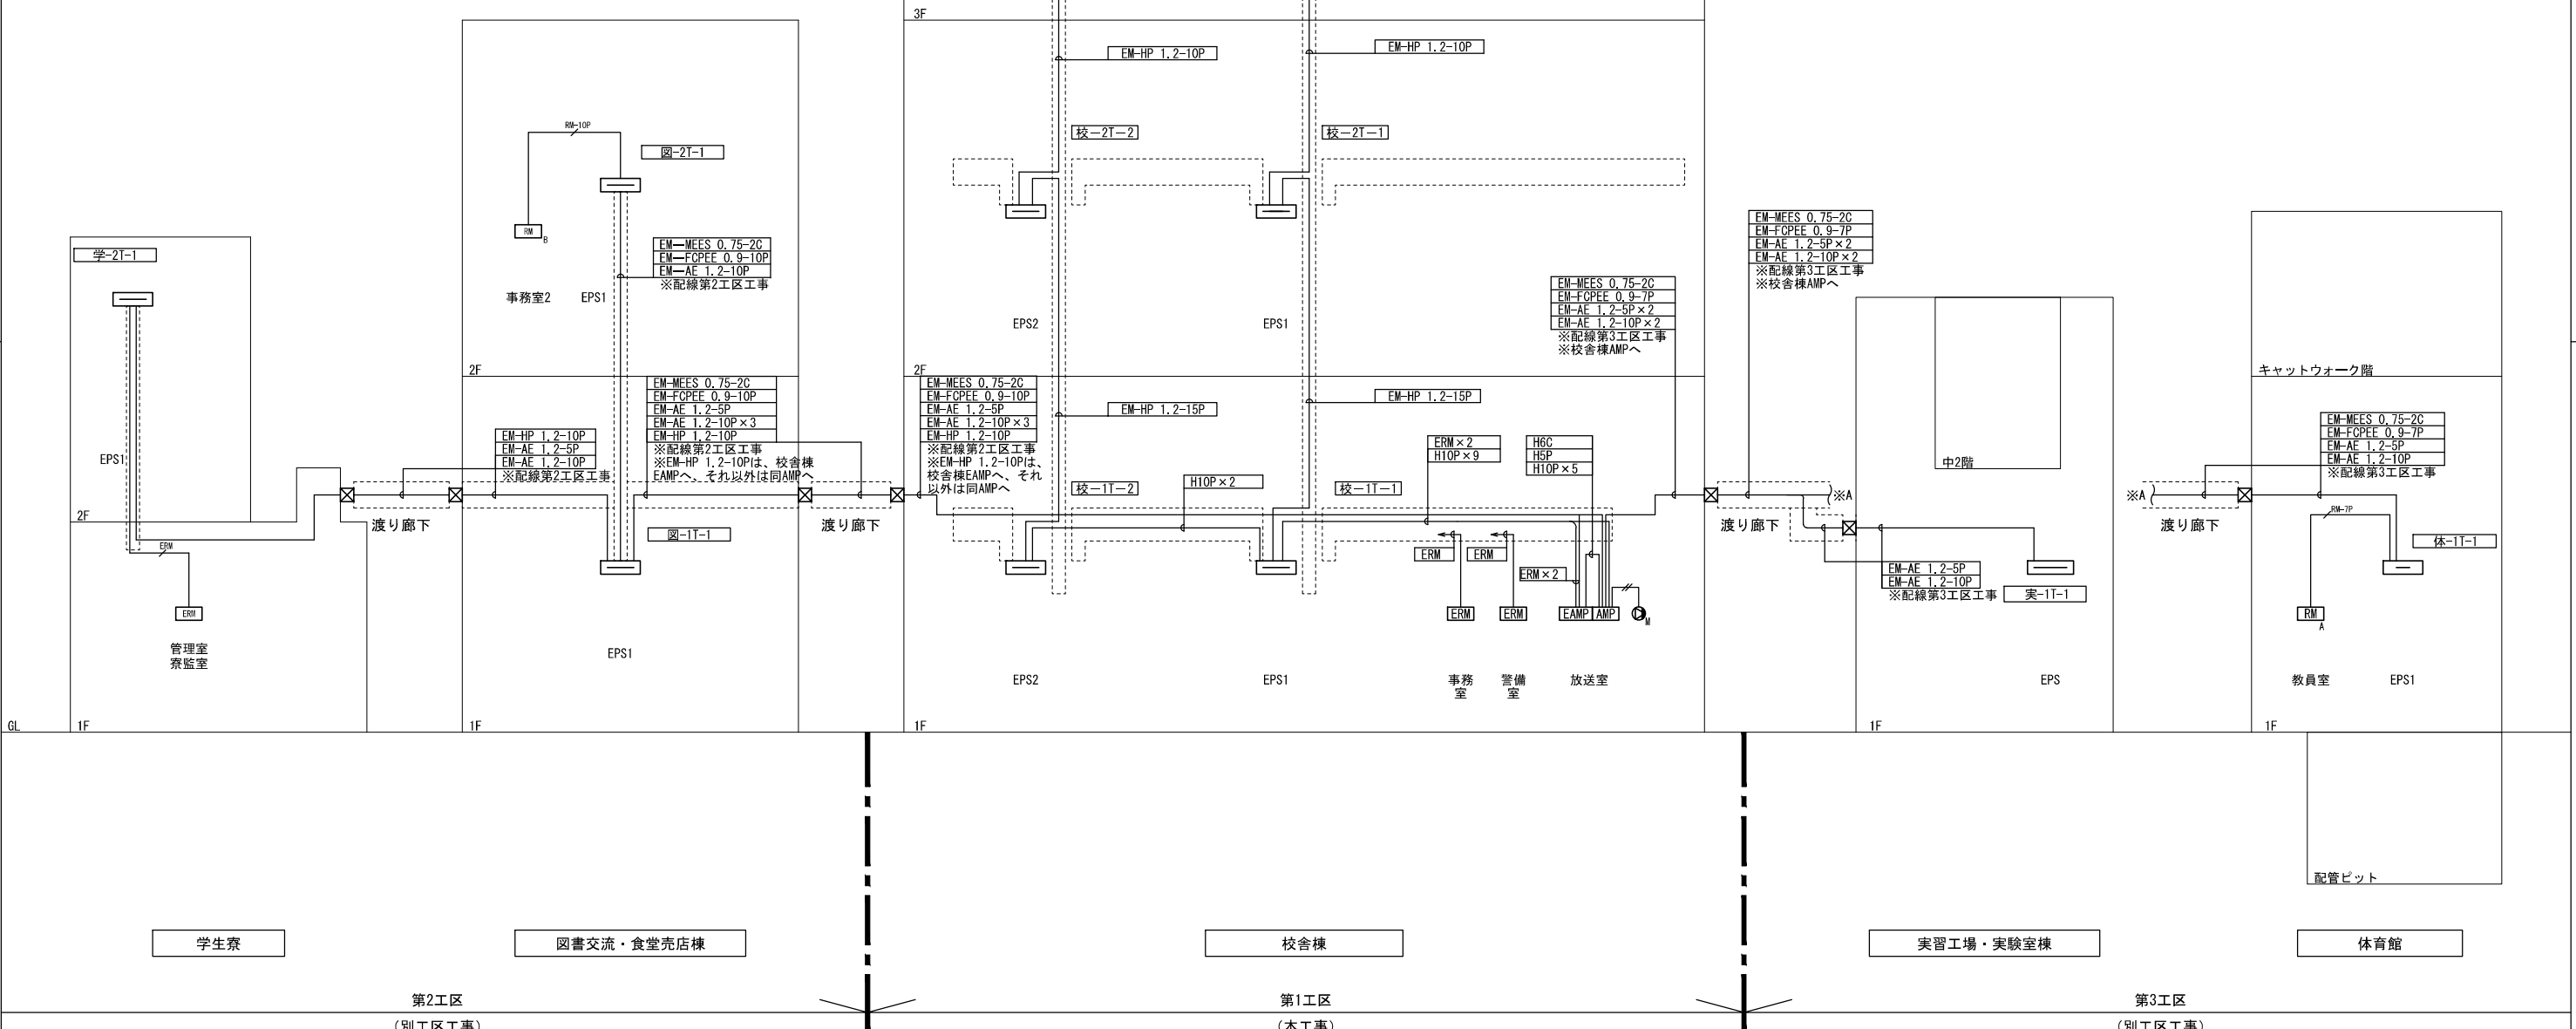 3F
EM-HP 1.2-10P
EM-HP 1.2-10P
RM-10P
校－2T－2
校－2T－1
図-2T-1
RM
B
学-2T-1
EM―MEES 0.75-2C
EM―FCPEE 0.9-10P
EM―AE 1.2-10P
※配線第2工区工事
事務室2
EPS1
EPS2
EPS1
EM-MEES 0.75-2C
EM-FCPEE 0.9-7P
EM-AE 1.2-5P×2
EM-AE 1.2-10P×2
※配線第3工区工事
※校舎棟AMPへ
EM-MEES 0.75-2C
EM-FCPEE 0.9-7P
EM-AE 1.2-5P×2
EM-AE 1.2-10P×2
※配線第3工区工事
※校舎棟AMPへ
2F
2F
キャットウォーク階
EM-MEES 0.75-2C
EM-FCPEE 0.9-10P
EM-AE 1.2-5P
EM-AE 1.2-10P×3
EM-HP 1.2-10P
※配線第2工区工事
※EM-HP 1.2-10Pは、校舎棟
EAMPへ、それ以外は同AMPへ
EM-MEES 0.75-2C
EM-FCPEE 0.9-10P
EM-AE 1.2-5P
EM-AE 1.2-10P×3
EM-HP 1.2-10P
※配線第2工区工事
※EM-HP 1.2-10Pは、
校舎棟EAMPへ、それ
以外は同AMPへ
EM-HP 1.2-15P
EM-HP 1.2-15P
EM-HP 1.2-10P
EM-AE 1.2-5P
EM-AE 1.2-10P
※配線第2工区工事
ERM×2
H10P×9
H6C
H5P
H10P×5
EM-MEES 0.75-2C
EM-FCPEE 0.9-7P
EM-AE 1.2-5P
EM-AE 1.2-10P
※配線第3工区工事
EPS1
中2階
H10P×2
校－1T－2
校－1T－1
※A
※A
2F
渡り廊下
渡り廊下
渡り廊下
渡り廊下
RM-7P
図-1T-1
体-1T-1
ERM
ERM
ERM
ERM×2
EM-AE 1.2-5P
EM-AE 1.2-10P
※配線第3工区工事
実-1T-1
ERM
ERM
ERM
EAMP
AMP
M
RM
A
管理室
寮監室
EPS1
EPS2
EPS1
事務
室
警備
室
放送室
EPS
教員室
EPS1
GL
1F
1F
1F
1F
1F
配管ピット
学生寮
図書交流・食堂売店棟
校舎棟
実習工場・実験室棟
体育館
第2工区
第1工区
第3工区
(別工区工事)
(本工事)
(別工区工事)